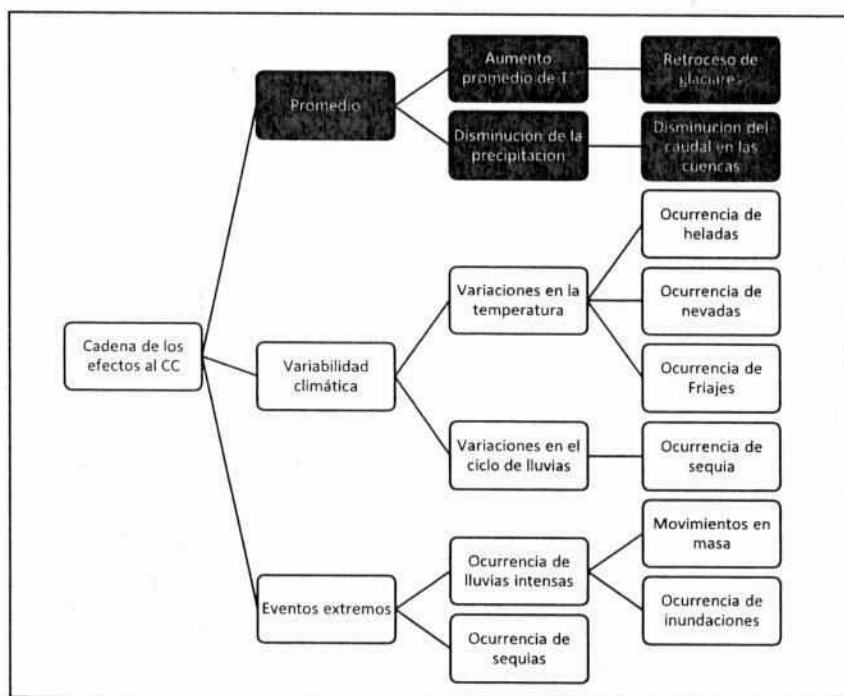 Aumento
promedio de T
Retroceso de
glaciares
Promedio
Disminucion de la
precipitacion
Disminucion del
caudal en las
cuencas
Ocurrencia de
heladas
Variaciones en la
temperatura
Ocurrencia de
nevadas
Cadena de los
efectos al CC
Variabilidad
climática
Ocurrencia de
Friajes
Variaciones en el
ciclo de lluvias
Ocurrencia de
sequia
Movimientos en
masa
Ocurrencia de
lluvias intensas
Eventos extremos
Ocurrencia de
inundaciones
Ocurrencia de
sequias